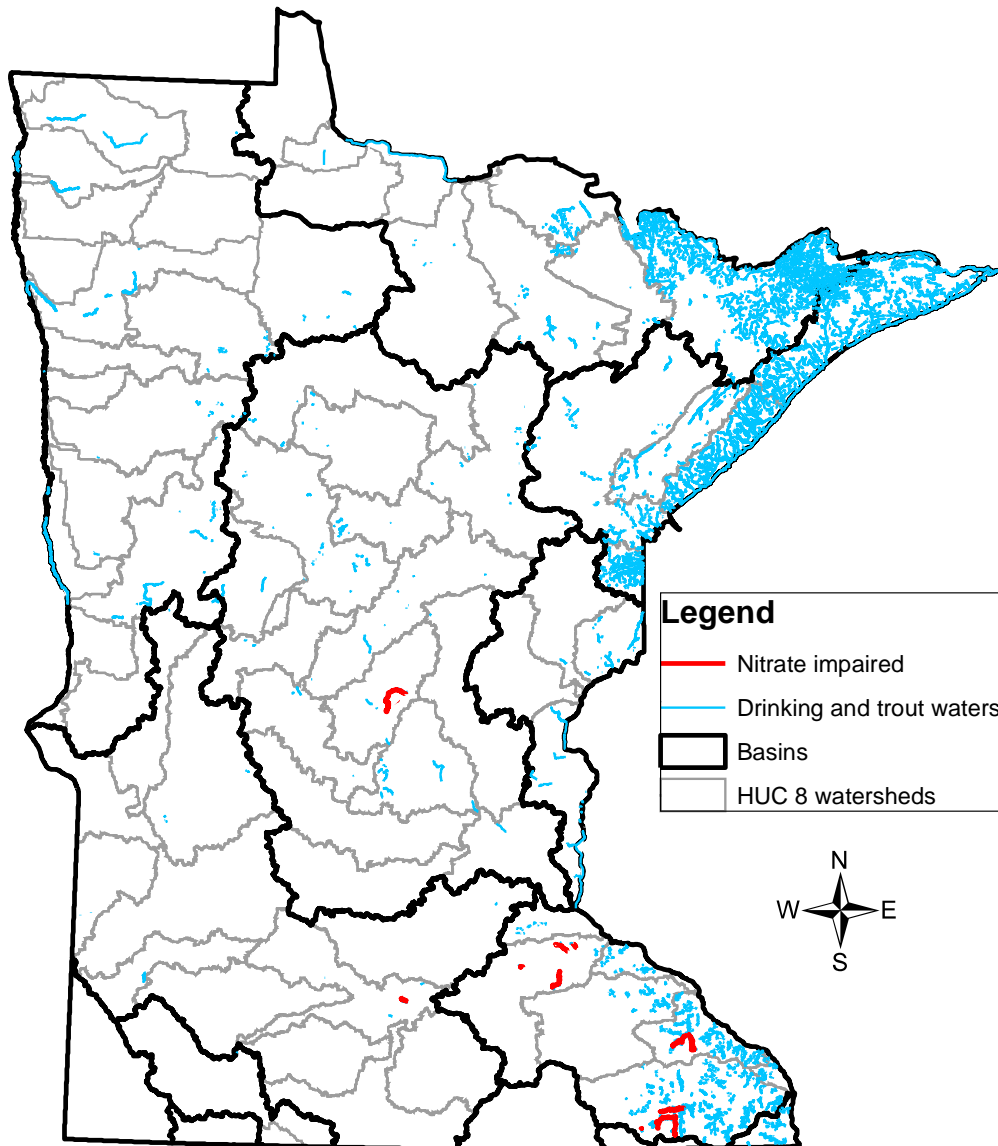 Legend
Nitrate impaired
Drinking and trout waters
Basins
HUC 8 watersheds
N
W E
S